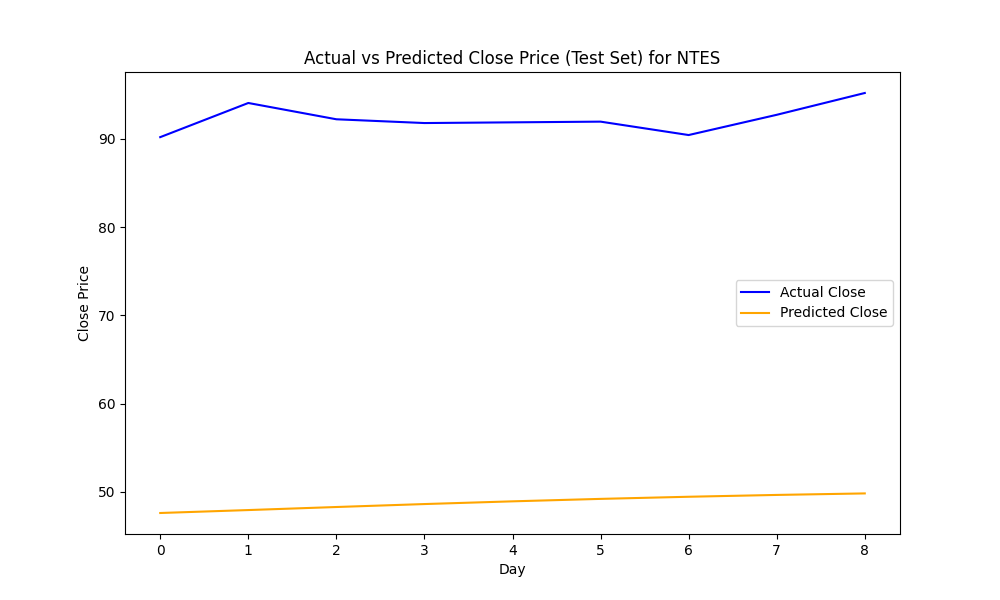 Actual vs Predicted Close Price (Test Set) for NTES
90
80
70
60
50
Close Price
Actual Close
Predicted Close
0 1 2 3 4 5 6 7 8
Day